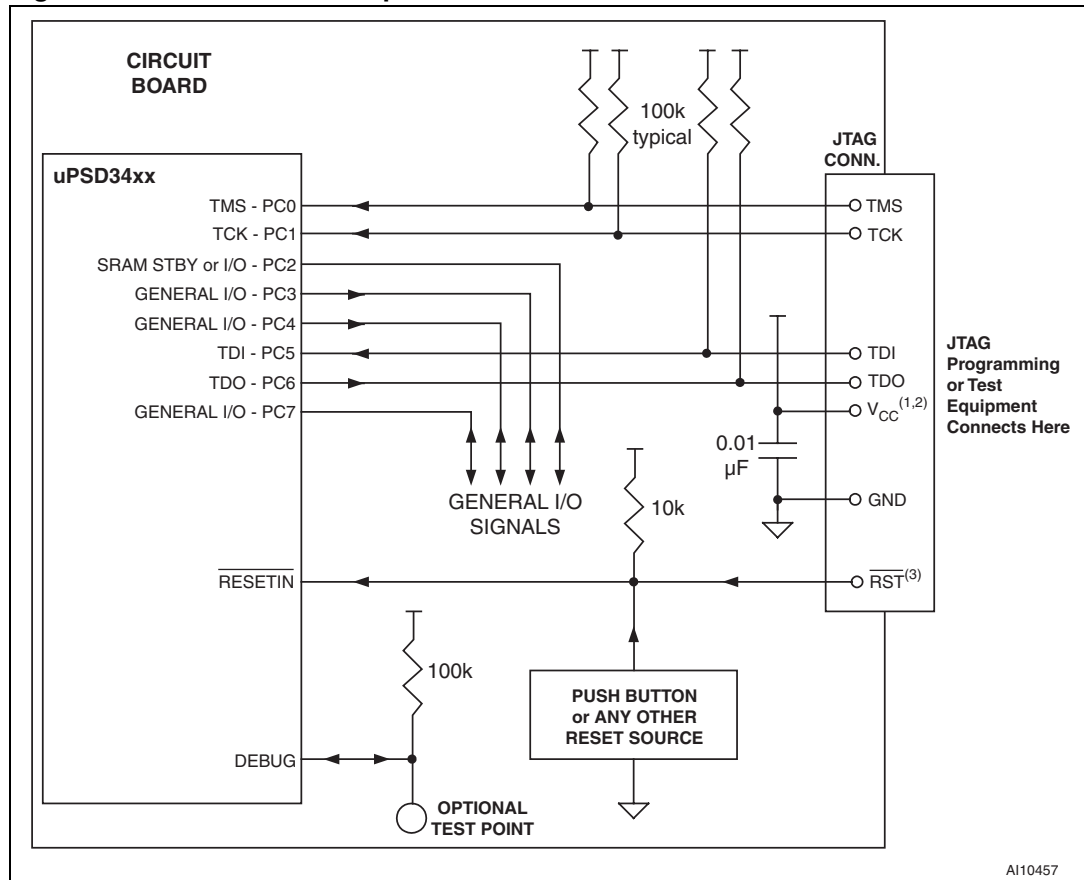 CIRCUIT
BOARD
100k
typical
JTAG
CONN.
uPSD34xx
TMS - PC0
TCK - PC1
SRAM STBY or I/O - PC2
GENERAL I/O - PC3
GENERAL I/O - PC4
TDI - PC5
TDO - PC6
GENERAL I/O - PC7
TMS
TCK
TDI
TDO
VCC(1,2)
GND
RST(3)
JTAG
Programming
or Test
Equipment
Connects Here
0.01
µF
GENERAL I/O
SIGNALS
10k
RESETIN
100k
PUSH BUTTON
or ANY OTHER
RESET SOURCE
DEBUG
OPTIONAL
TEST POINT
AI10457